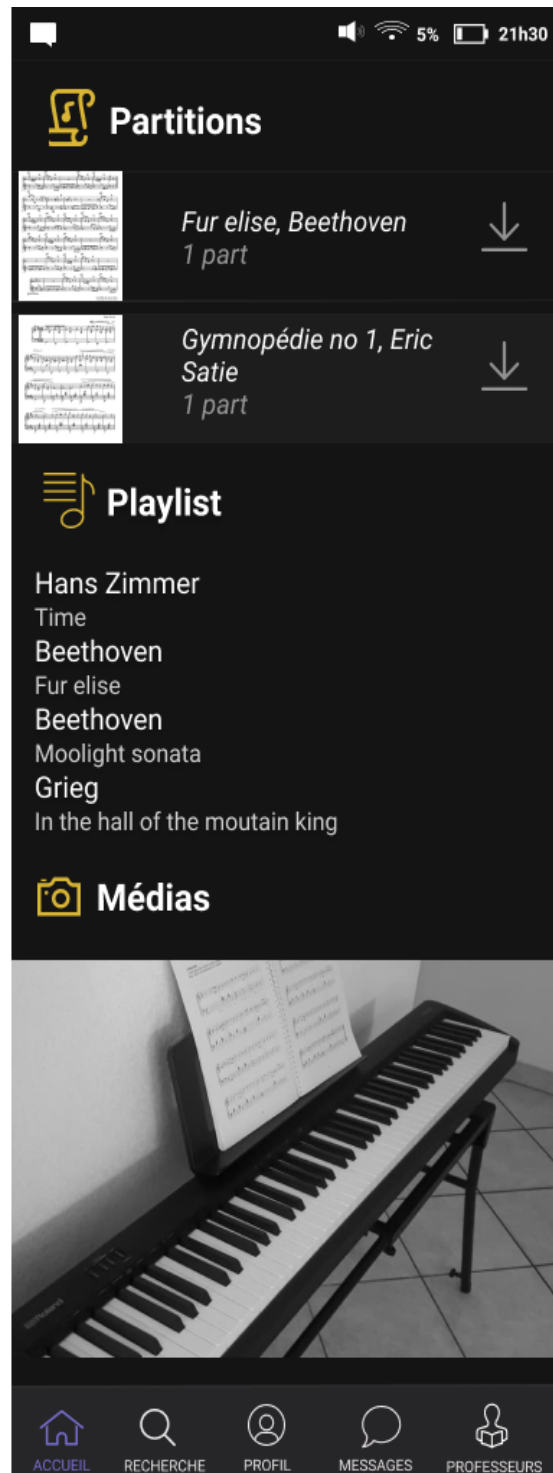 5% 21h30
Partitions
Fur elise, Beethoven
1 part
Gymnopédie no 1, Eric
Satie
1 part
Playlist
Hans Zimmer
Time
Beethoven
Fur elise
Beethoven
Moolight sonata
Grieg
In the hall of the moutain king
Médias
Roland
ACCUEIL RECHERCHE PROFIL MESSAGES PROFESSEURS